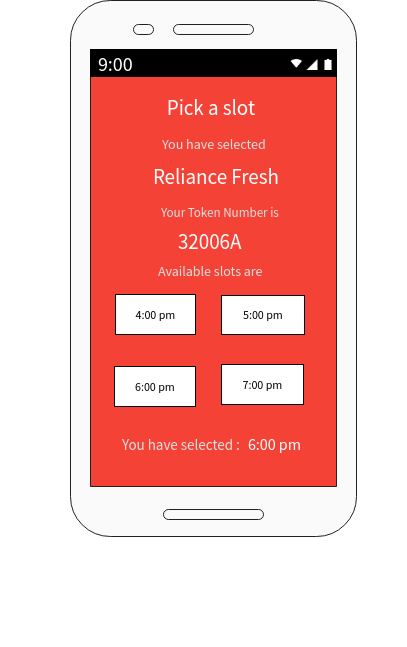 9:00
Pick a slot
You have selected
Reliance Fresh
Your Token Number is
32006A
Available slots are
4:00 pm 5:00 pm
6:00 pm 7:00 pm
You have selected : 6:00 pm